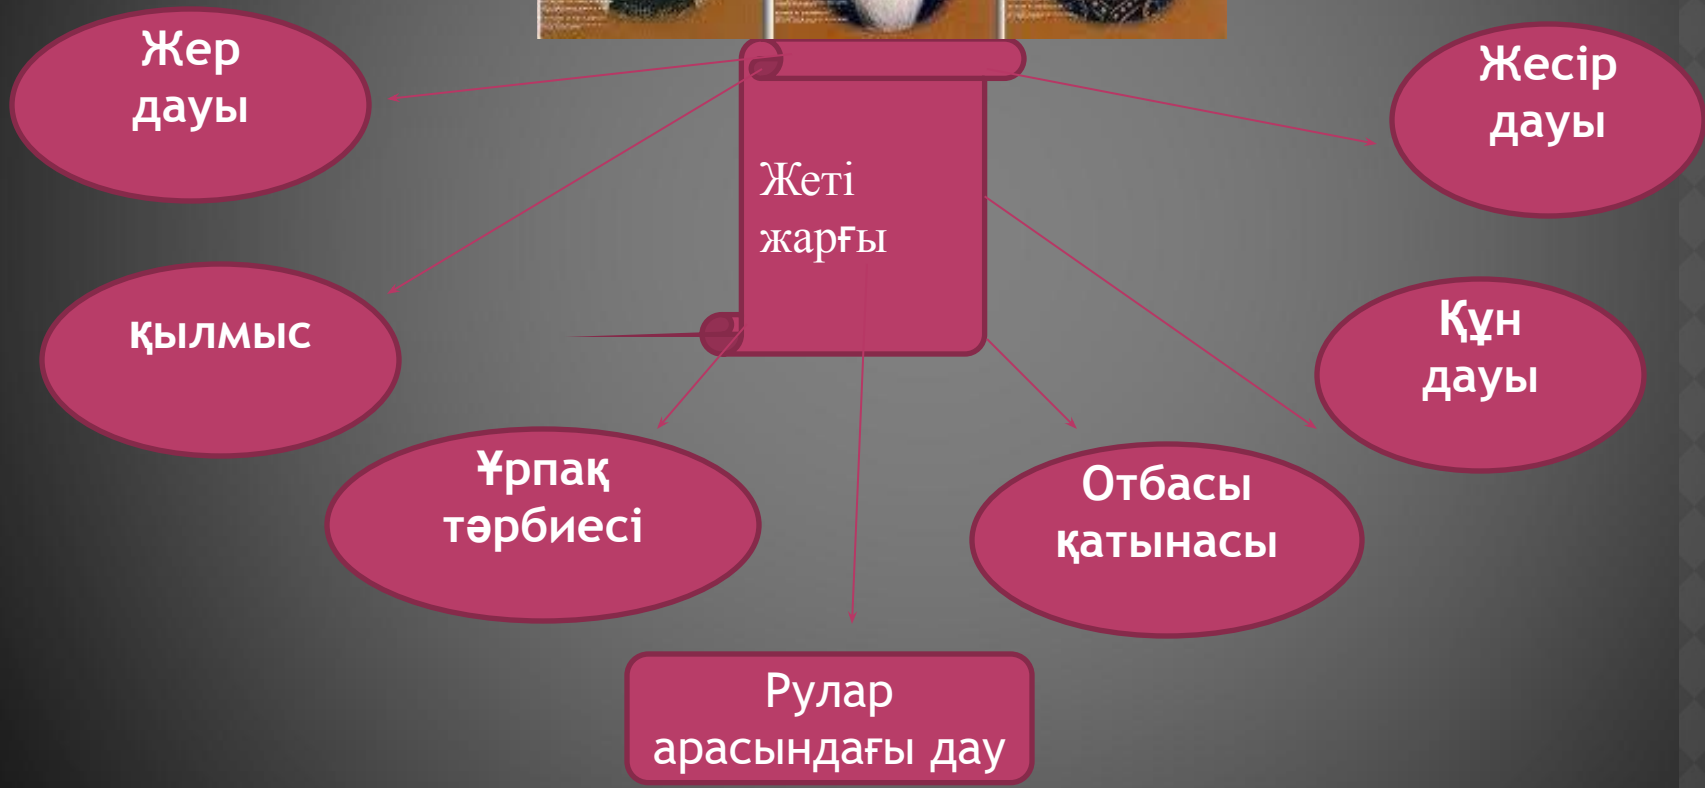 Жер
дауы
Жесір
дауы
Жеті
жарғы
қылмыс
Құн
дауы
Ұрпақ
тәрбиесі
Отбасы
қатынасы
Рулар
арасындағы дау